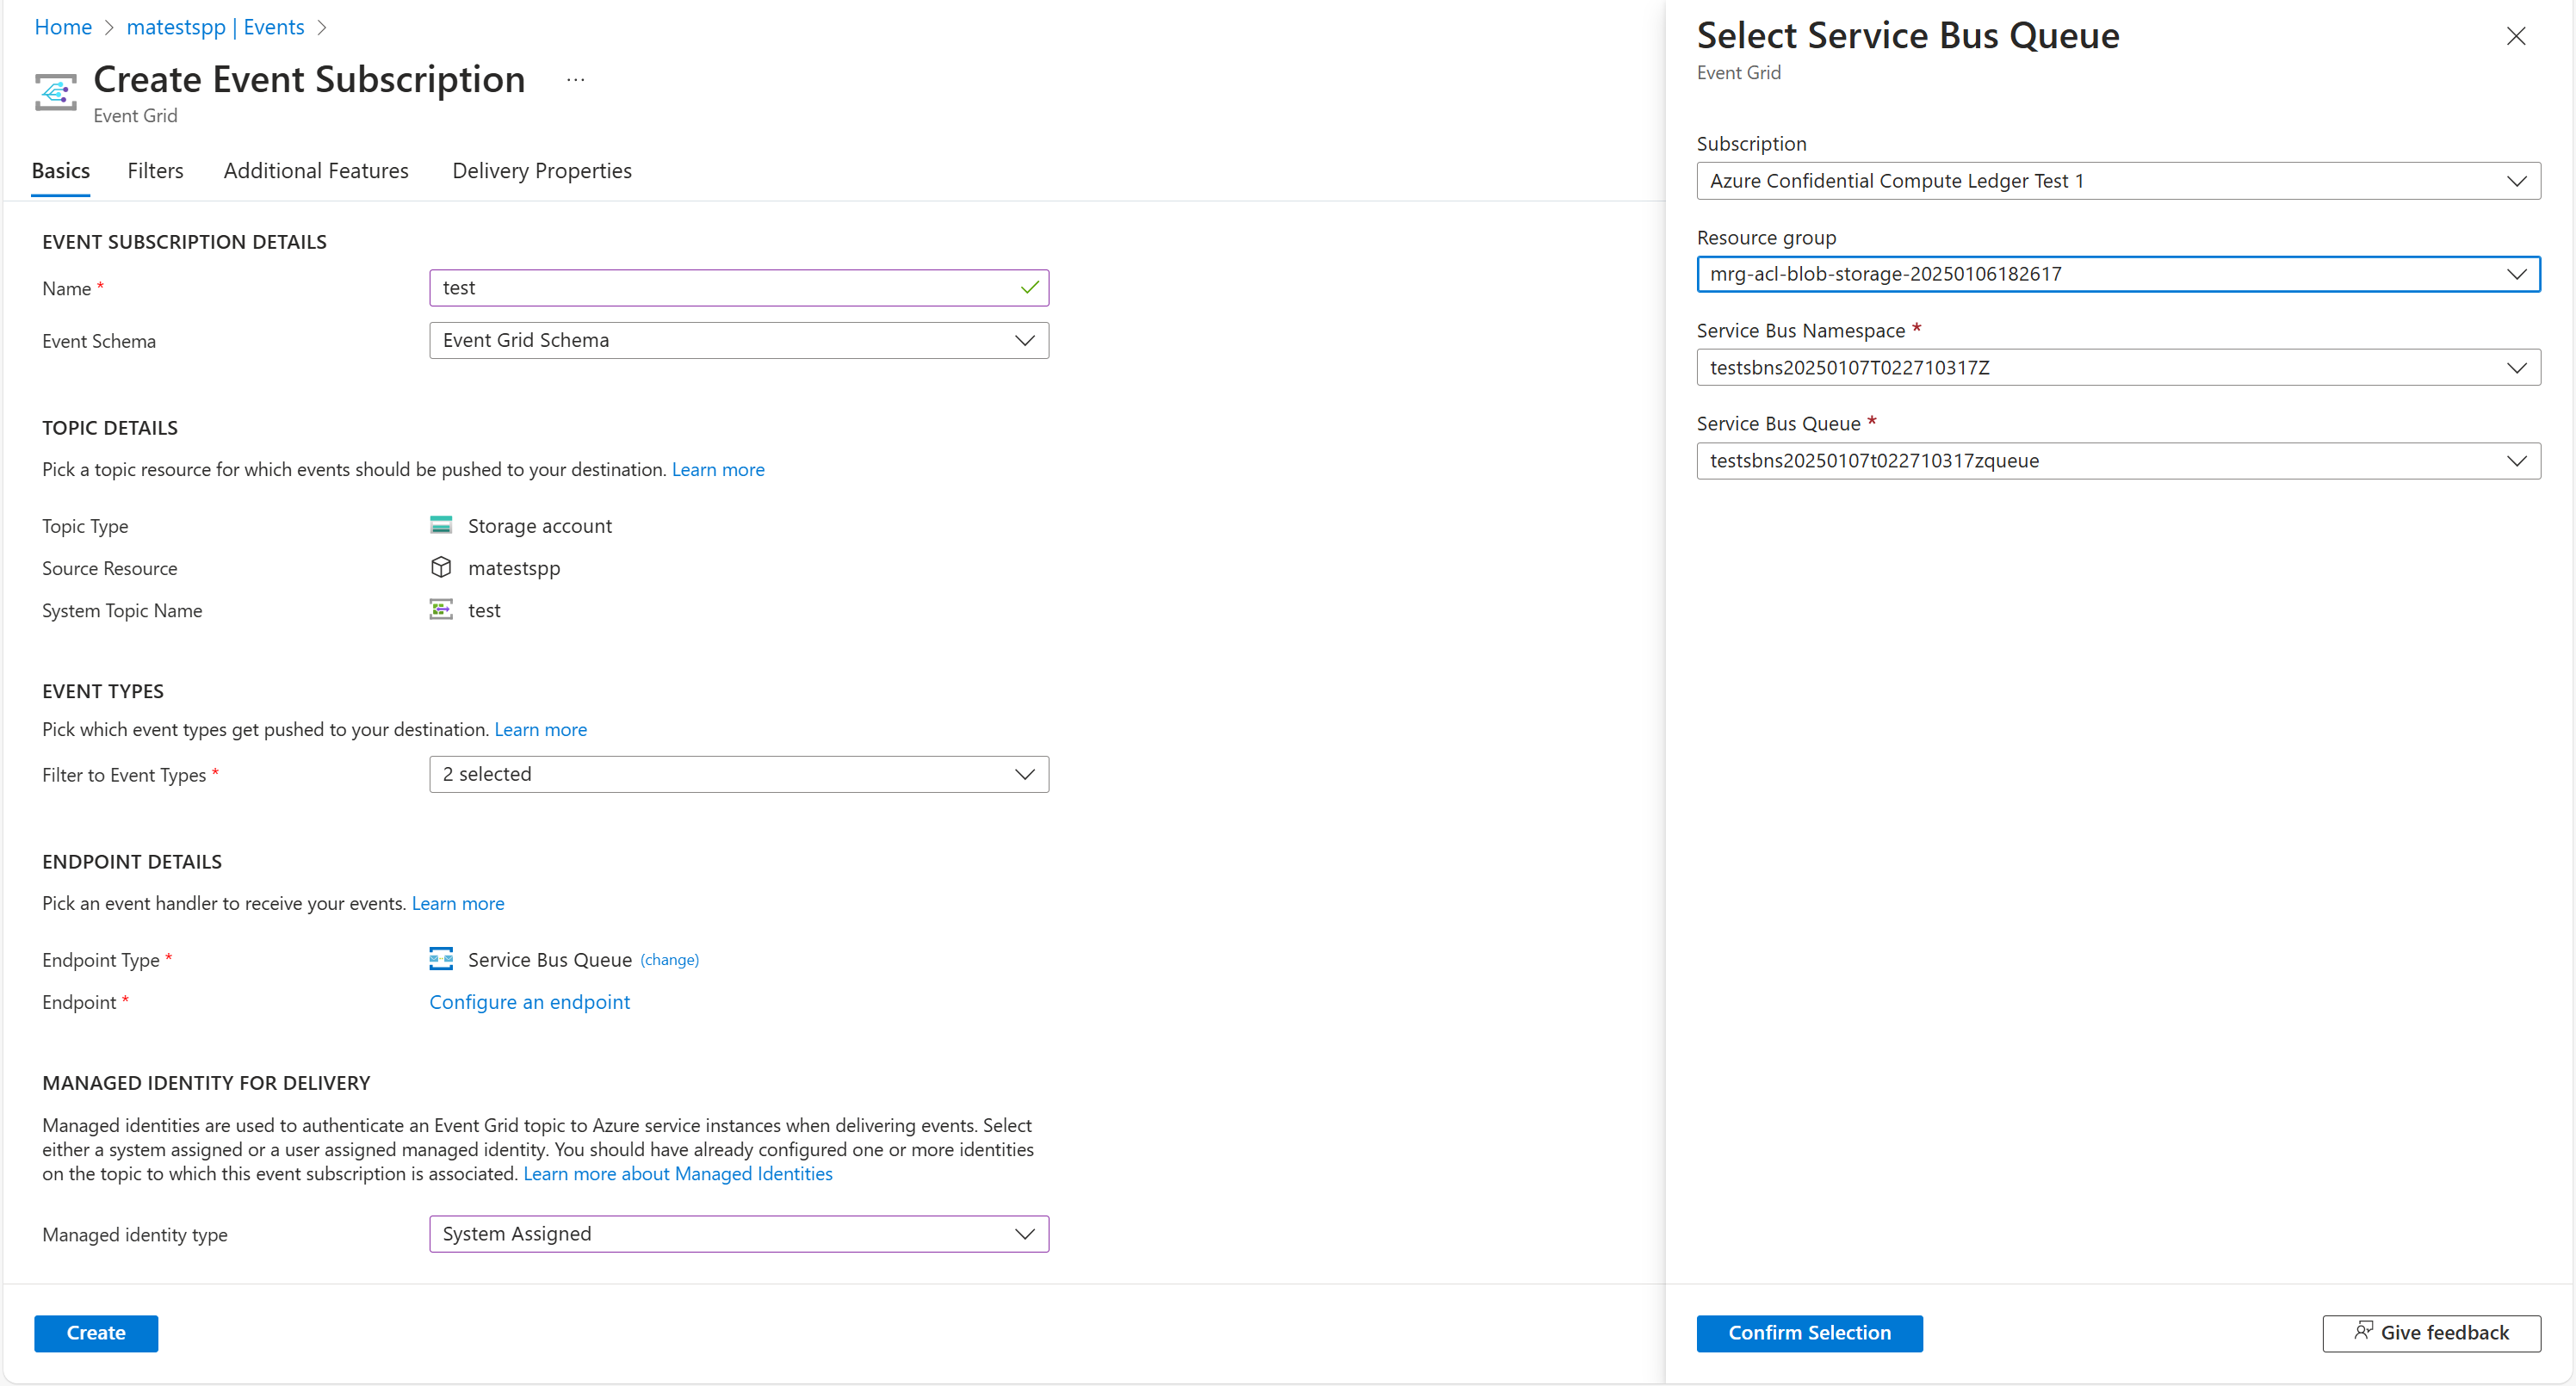 Home > matestspp | Events >
Create Event Subscription ...
Event Grid
Basics Filters Additional Features Delivery Properties
EVENT SUBSCRIPTION DETAILS
Name * test
Event Schema Event Grid Schema
TOPIC DETAILS
Pick a topic resource for which events should be pushed to your destination. Learn more
Topic Type Storage account
Source Resource matestspp
System Topic Name test
EVENT TYPES
Pick which event types get pushed to your destination. Learn more
Filter to Event Types * 2 selected
ENDPOINT DETAILS
Pick an event handler to receive your events. Learn more
Endpoint Type * Service Bus Queue (change)
Endpoint * Configure an endpoint
MANAGED IDENTITY FOR DELIVERY
Managed identities are used to authenticate an Event Grid topic to Azure service instances when delivering events. Select
either a system assigned or a user assigned managed identity. You should have already configured one or more identities
on the topic to which this event subscription is associated. Learn more about Managed Identities
Managed identity type System Assigned
Create
Select Service Bus Queue
Event Grid
Subscription
Azure Confidential Compute Ledger Test 1
Resource group
mrg-acl-blob-storage-20250106182617
Service Bus Namespace *
testsbns20250107T022710317Z
Service Bus Queue *
testsbns20250107t022710317zqueue
Confirm Selection
Give feedback